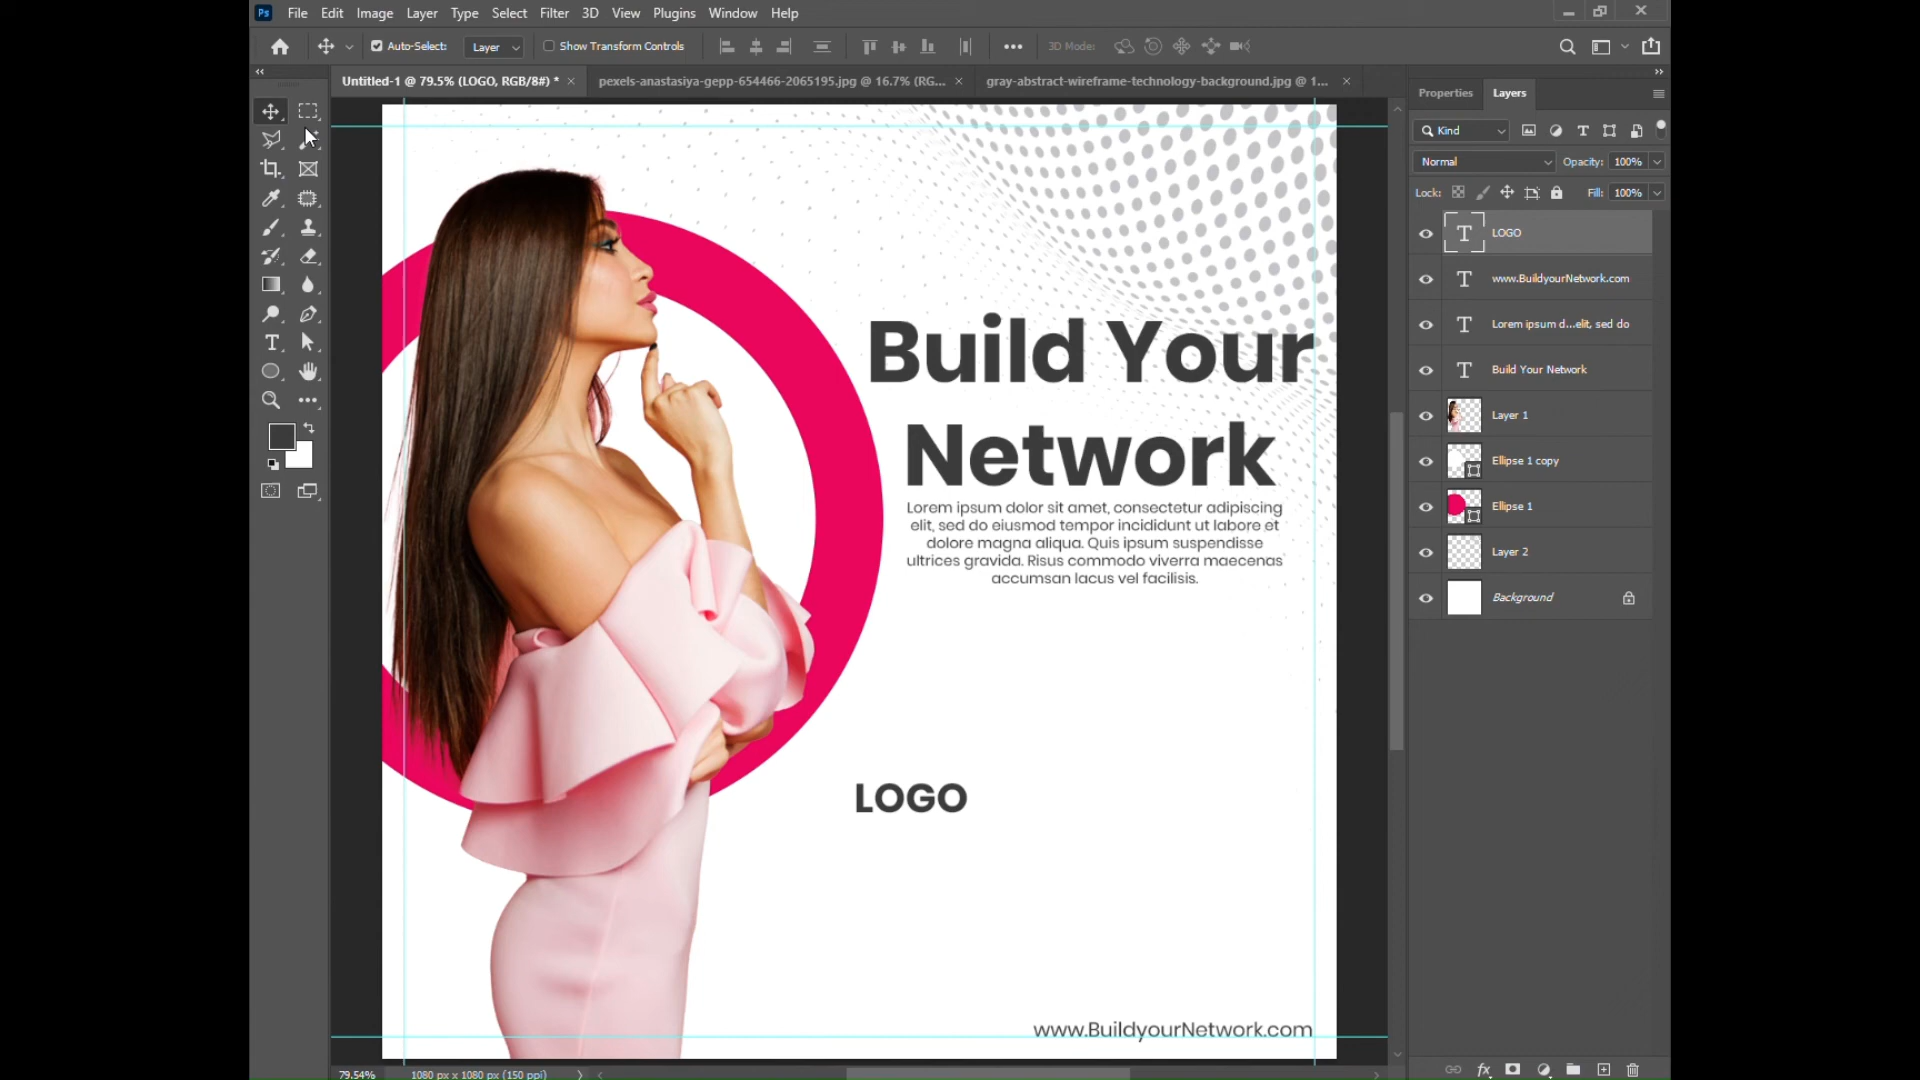 Ps File Edit Image Layer Type Select Filter 3D View Plugins Window Help
Auto-Select: Layer Show Transform Controls 3D Mode:
Untitled-1 @ 79.5% (LOGO, RGB/8#) *
pexels-anastasiya-gepp-654466-2065195.jpg @ 16.7% (RG...
gray-abstract-wireframe-technology-background.jpg @ 1...
Properties Layers
Kind
Normal Opacity: 100%
Lock: Fill: 100%
LOGO
www.BuildyourNetwork.com
Lorem ipsum d...elit, sed do
Build Your Network
Layer 1
Ellipse 1 copy
Ellipse 1
Layer 2
Background
Build Your
Network
Lorem ipsum dolor sit amet, consectetur adipiscing
elit, sed do eiusmod tempor incididunt ut labore et
dolore magna aliqua. Quis ipsum suspendisse
ultrices gravida. Risus commodo viverra maecenas
accumsan lacus vel facilisis.
LOGO
www.BuildyourNetwork.com
79.54% 1080 px x 1080 px (150 ppi)